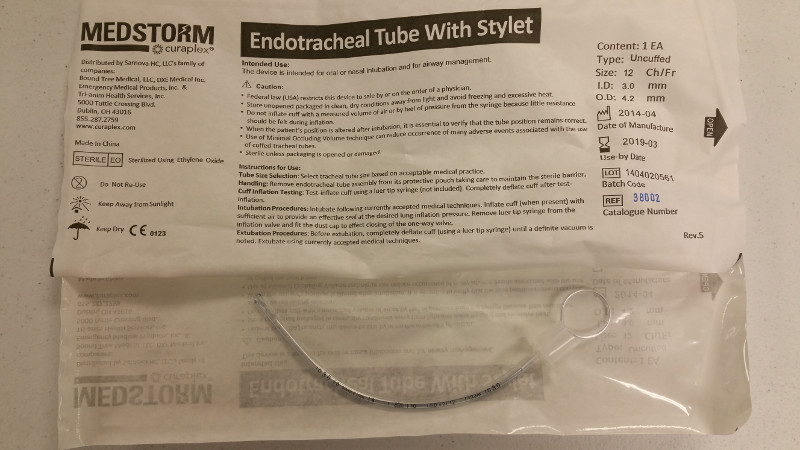 MEDSTORM
curaplex®
Distributed by Sarnova HC, LLC's family of
companies:
Bound Tree Medical, LLC, DXE Medical Inc.
Emergency Medical Products, Inc. &
Tri-anim Health Services, Inc.
5000 Tuttle Crossing Blvd.
Dublin, OH 43016
855.287.2759
www.curaplex.com
Made in China
STERILE EO Sterilized Using Ethylene Oxide
Do Not Re-Use
Keep Away from Sunlight
Keep Dry CE 0123
Endotracheal Tube With Stylet
Intended Use:
The device is intended for oral or nasal intubation and for airway management.
Caution:
• Federal law (USA) restricts this device to sale by or on the order of a physician.
• Store unopened packaged in clean, dry conditions away from light and avoid freezing and excessive heat.
• Do not inflate cuff with a measured volume of air or by feel of pressure from the syringe because little resistance
should be felt during inflation.
• When the patient's position is altered after intubation, it is essential to verify that the tube position remains correct.
• Use of Minimal Occluding Volume technique can reduce occurrence of many adverse events associated with the use
of cuffed tracheal tubes.
• Sterile unless packaging is opened or damaged!
Instructions for Use:
Tube Size Selection: Select tracheal tube size based on acceptable medical practice.
Handling: Remove endotracheal tube assembly from its protective pouch taking care to maintain the sterile barrier.
Cuff Inflation Testing: Test-inflate cuff using a luer tip syringe (not included). Completely deflate cuff after test-
inflation.
Intubation Procedures: Intubate following currently accepted medical techniques. Inflate cuff (when present) with
sufficient air to provide an effective seal at the desired lung inflation pressure. Remove luer tip syringe from the
inflation valve and fit the dust cap to effect closing of the one-way valve.
Extubation Procedures: Before extubation, completely deflate cuff (using a luer tip syringe) until a definite vacuum is
noted. Extubate using currently accepted medical techniques.
Content: 1 EA
Type: Uncuffed
Size: 12 Ch/Fr
I.D: 3.0 mm
O.D: 4.2 mm
2014-04
Date of Manufacture
2019-03
Use-by Date
LOT 1404020561
Batch Code
REF 38002
Catalogue Number
Rev.5
OPEN